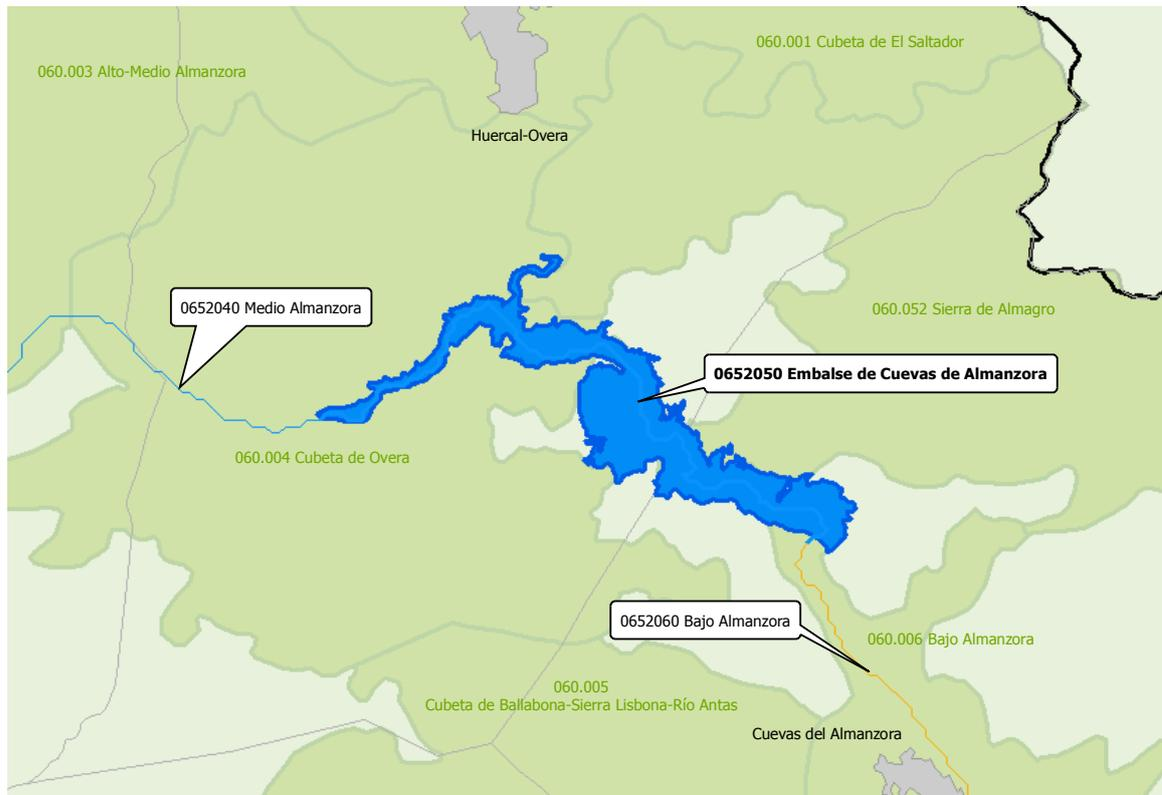 060.001 Cubeta de El Saltador
060.003 Alto-Medio Almanzora
Huercal-Overa
0652040 Medio Almanzora
060.052 Sierra de Almagro
0652050 Embalse de Cuevas de Almanzora
060.004 Cubeta de Overa
0652060 Bajo Almanzora
060.006 Bajo Almanzora
060.005
Cubeta de Ballabona-Sierra Lisbona-Río Antas
Cuevas del Almanzora